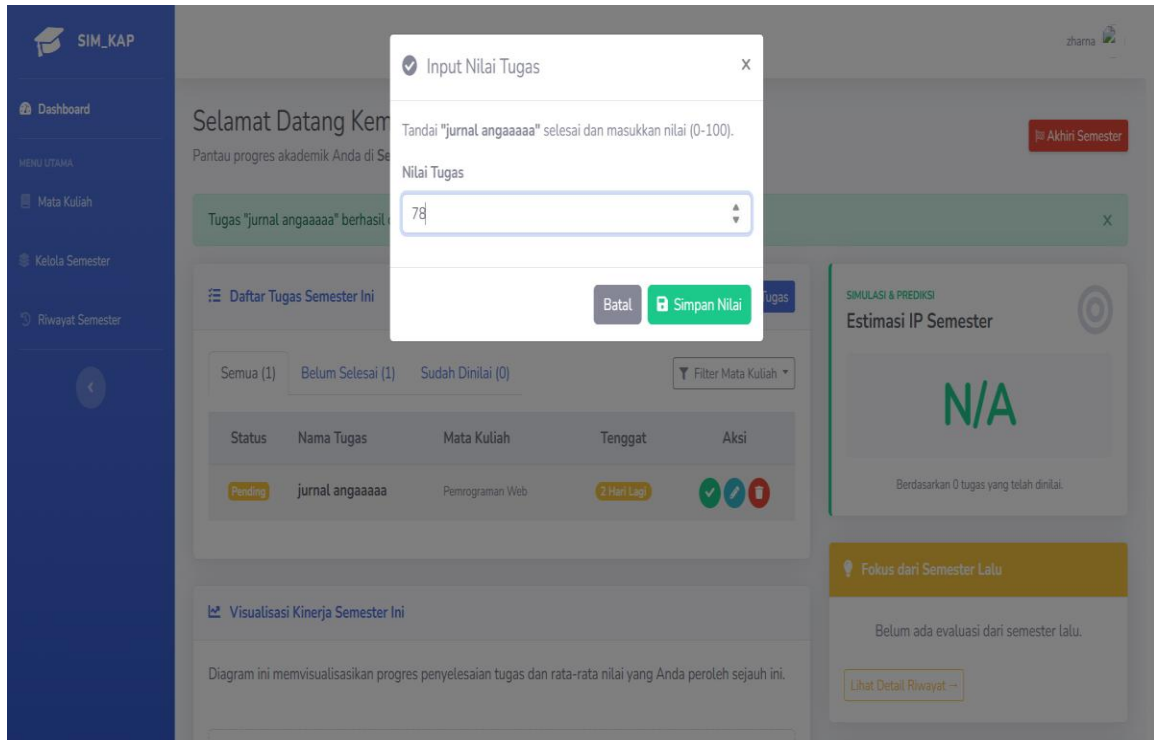 SIM_KAP
zharna
Dashboard
MENU UTAMA
Mata Kuliah
Kelola Semester
Riwayat Semester
Selamat Datang Kem
Pantau progres akademik Anda di Se
Akhiri Semester
Input Nilai Tugas
X
Tandai "jurnal angaaaaa" selesai dan masukkan nilai (0-100).
Nilai Tugas
78
Batal
Simpan Nilai
Tugas "jurnal angaaaaa" berhasil
X
Daftar Tugas Semester Ini
Tugas
Semua (1)
Belum Selesai (1)
Sudah Dinilai (0)
Filter Mata Kuliah
Status Nama Tugas Mata Kuliah Tenggat Aksi
Pending jurnal angaaaaa Pemrograman Web 2 Hari Lagi
SIMULASI & PREDIKSI
Estimasi IP Semester
N/A
Berdasarkan 0 tugas yang telah dinilai.
Fokus dari Semester Lalu
Belum ada evaluasi dari semester lalu.
Lihat Detail Riwayat →
Visualisasi Kinerja Semester Ini
Diagram ini memvisualisasikan progres penyelesaian tugas dan rata-rata nilai yang Anda peroleh sejauh ini.